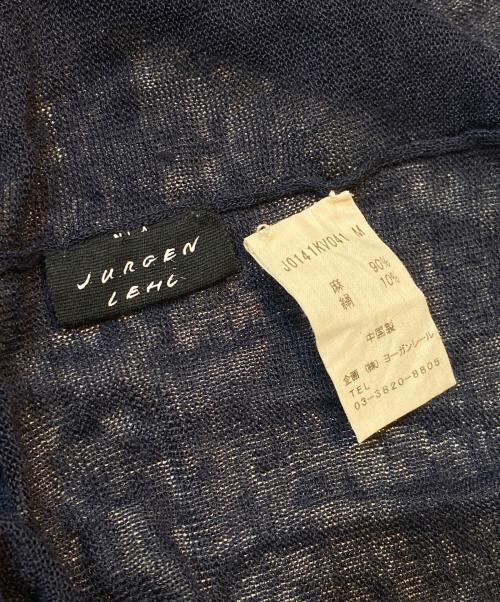 JURGEN
LEHL
J0141KV041 M
麻 90%
絹 10%
中国製
企画 (株) ヨーガンレール
TEL
03-3820-8805